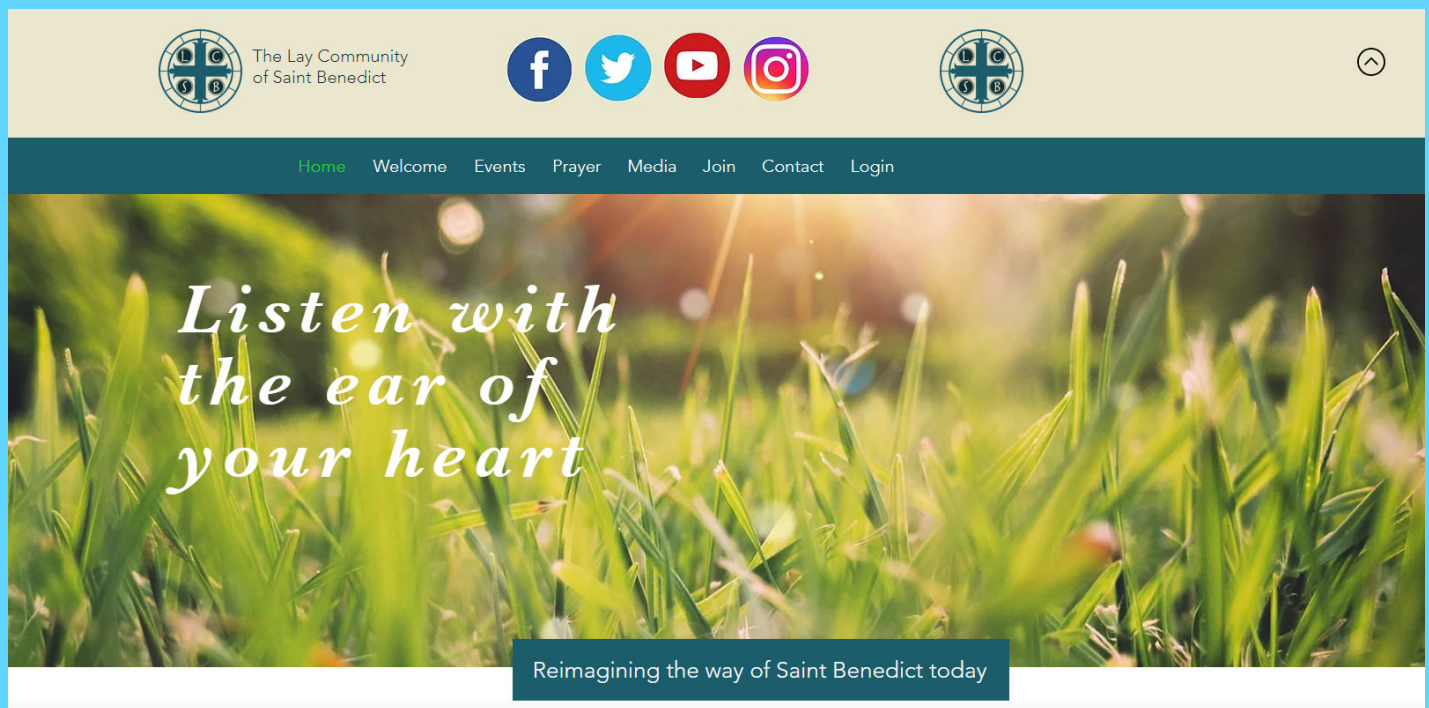 L C
The Lay Community
of Saint Benedict
S B
L C
S B
Home Welcome Events Prayer Media Join Contact Login
Listen with
the ear of
your heart
Reimagining the way of Saint Benedict today